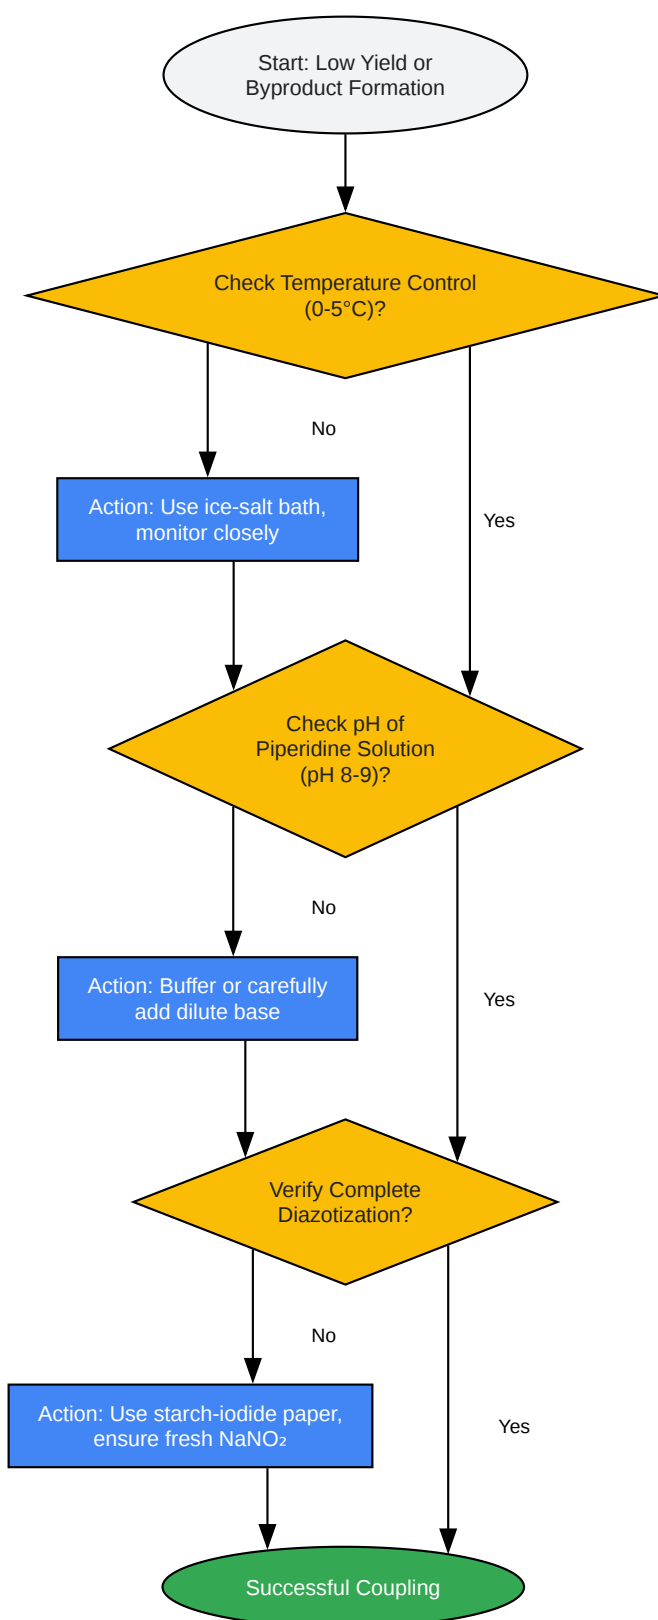 Start: Low Yield or
Byproduct Formation
Check Temperature Control
(0-5°C)?
No
Action: Use ice-salt bath,
monitor closely
Yes
Check pH of
Piperidine Solution
(pH 8-9)?
No
Action: Buffer or carefully
add dilute base
Yes
Verify Complete
Diazotization?
No
Action: Use starch-iodide paper,
ensure fresh NaNO₂
Yes
Successful Coupling